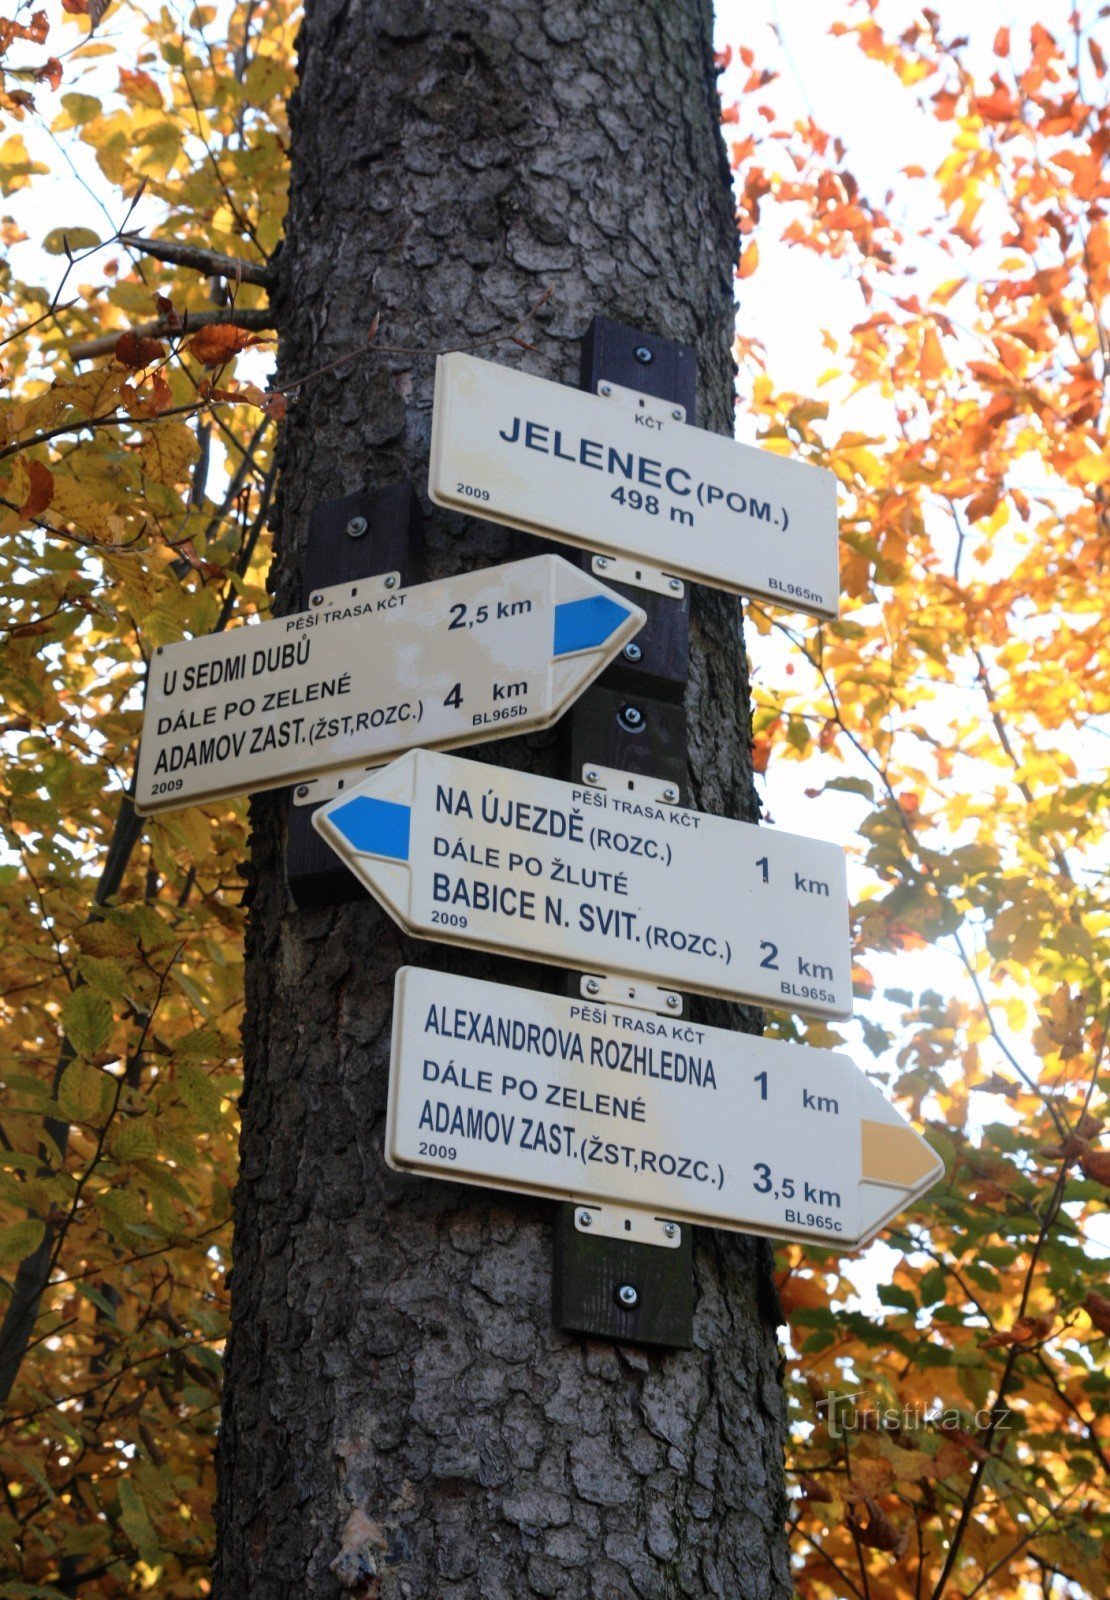 KČT
JELENEC (POM.)
498 m
2009
BL965m
PĚŠÍ TRASA KČT
U SEDMI DUBŮ 2,5 km
DÁLE PO ZELENÉ
ADAMOV ZAST. (ŽST,ROZC.) 4 km
2009 BL965b
PĚŠÍ TRASA KČT
NA ÚJEZDĚ (ROZC.) 1 km
DÁLE PO ŽLUTÉ
BABICE N. SVIT. (ROZC.) 2 km
2009 BL965a
PĚŠÍ TRASA KČT
ALEXANDROVA ROZHLEDNA 1 km
DÁLE PO ZELENÉ
ADAMOV ZAST. (ŽST,ROZC.) 3,5 km
2009 BL965c
Turistika.cz